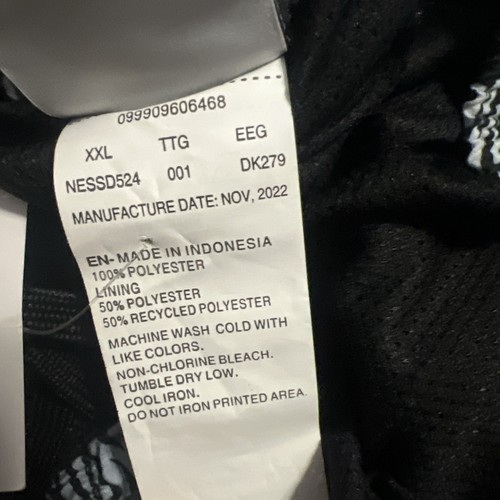 099909606468
XXL TTG EEG
NESSD524 001 DK279
MANUFACTURE DATE: NOV, 2022
EN- MADE IN INDONESIA
100% POLYESTER
LINING
50% POLYESTER
50% RECYCLED POLYESTER
MACHINE WASH COLD WITH
LIKE COLORS.
NON-CHLORINE BLEACH.
TUMBLE DRY LOW.
COOL IRON.
DO NOT IRON PRINTED AREA.